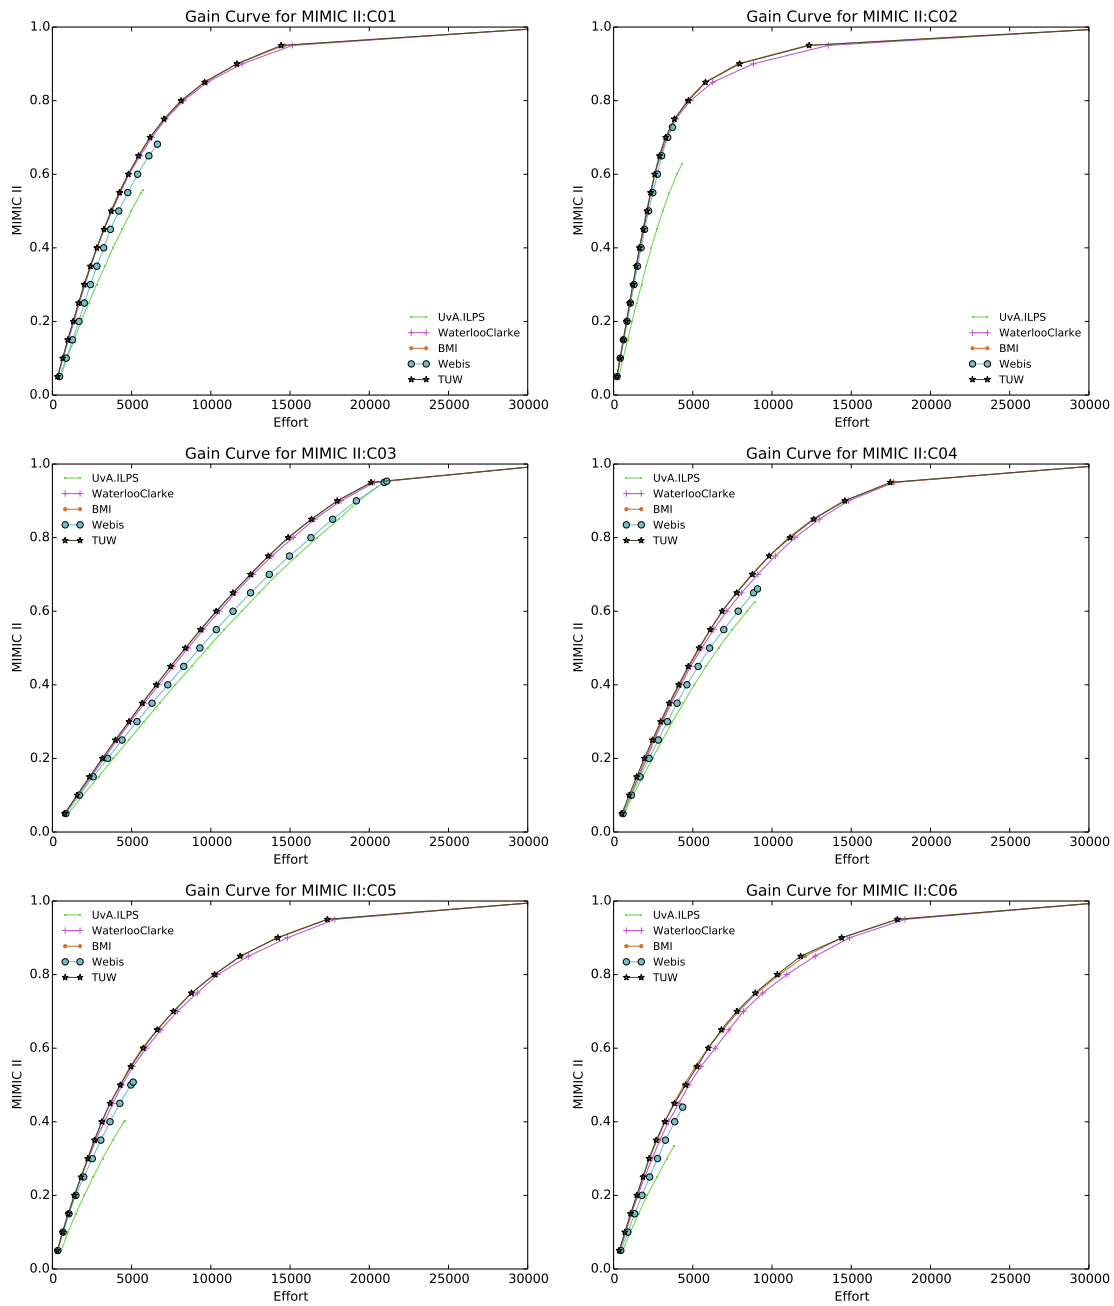 Gain Curve for MIMIC II:C01
1.0
0.8
0.6
0.4
0.2
0.0
MIMIC II
UvA.ILPS
WaterlooClarke
BMI
Webis
TUW
0 5000 10000 15000 20000 25000 30000
Effort
Gain Curve for MIMIC II:C02
1.0
0.8
0.6
0.4
0.2
0.0
MIMIC II
UvA.ILPS
WaterlooClarke
BMI
Webis
TUW
0 5000 10000 15000 20000 25000 30000
Effort
Gain Curve for MIMIC II:C03
1.0
0.8
0.6
0.4
0.2
0.0
MIMIC II
UvA.ILPS
WaterlooClarke
BMI
Webis
TUW
0 5000 10000 15000 20000 25000 30000
Effort
Gain Curve for MIMIC II:C04
1.0
0.8
0.6
0.4
0.2
0.0
MIMIC II
UvA.ILPS
WaterlooClarke
BMI
Webis
TUW
0 5000 10000 15000 20000 25000 30000
Effort
Gain Curve for MIMIC II:C05
1.0
0.8
0.6
0.4
0.2
0.0
MIMIC II
UvA.ILPS
WaterlooClarke
BMI
Webis
TUW
0 5000 10000 15000 20000 25000 30000
Effort
Gain Curve for MIMIC II:C06
1.0
0.8
0.6
0.4
0.2
0.0
MIMIC II
UvA.ILPS
WaterlooClarke
BMI
Webis
TUW
0 5000 10000 15000 20000 25000 30000
Effort